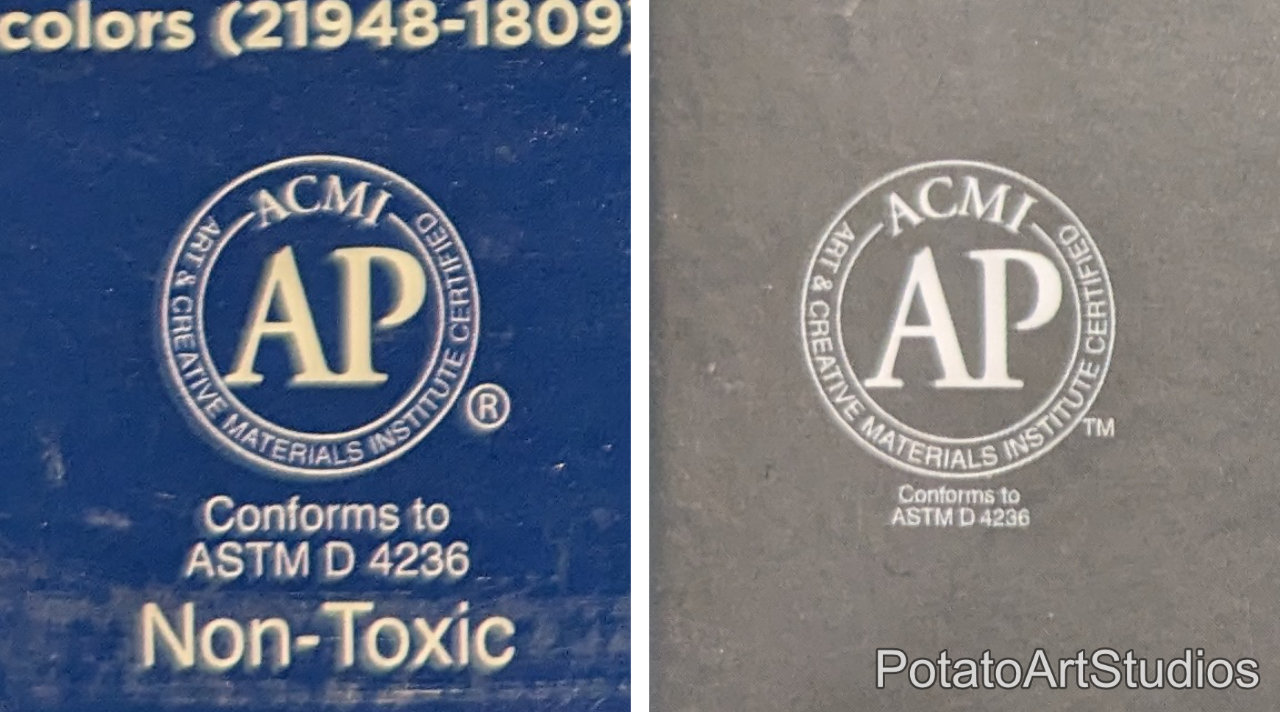 colors (21948-1809)
ACMI
ART & CREATIVE MATERIALS INSTITUTE CERTIFIED
AP
®
Conforms to
ASTM D 4236
Non-Toxic
ACMI
ART & CREATIVE MATERIALS INSTITUTE CERTIFIED
AP
TM
Conforms to
ASTM D 4236
PotatoArtStudios